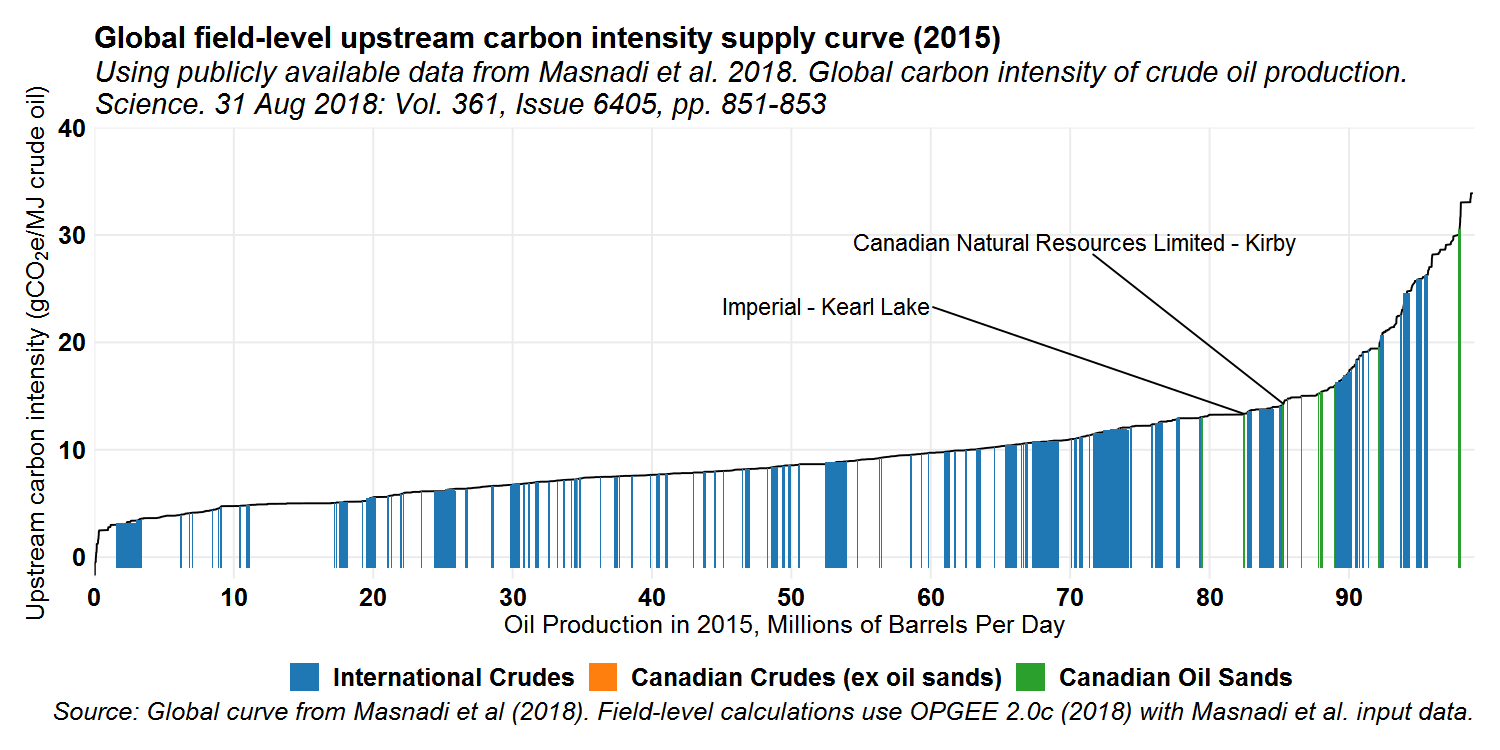 Global field-level upstream carbon intensity supply curve (2015)
Using publicly available data from Masnadi et al. 2018. Global carbon intensity of crude oil production.
Science. 31 Aug 2018: Vol. 361, Issue 6405, pp. 851-853
Upstream carbon intensity (gCO₂e/MJ crude oil)
40
30
20
10
0
Canadian Natural Resources Limited - Kirby
Imperial - Kearl Lake
0 10 20 30 40 50 60 70 80 90
Oil Production in 2015, Millions of Barrels Per Day
International Crudes Canadian Crudes (ex oil sands) Canadian Oil Sands
Source: Global curve from Masnadi et al (2018). Field-level calculations use OPGEE 2.0c (2018) with Masnadi et al. input data.